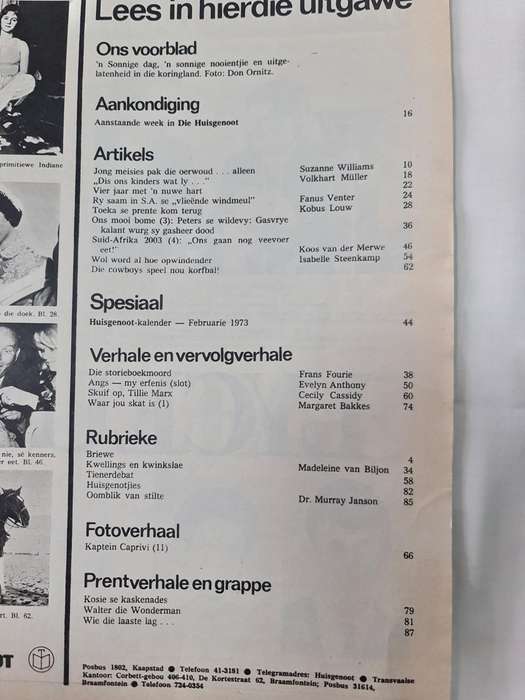 Lees in hierdie uitgawe
Ons voorblad
'n Sonnige dag, 'n sonnige nooientjie en uitge-
latenheid in die koringland. Foto: Don Ornitz.
Aankondiging
Aanstaande week in Die Huisgenoot 16
Artikels
Jong meisies pak die oerwoud . . . alleen Suzanne Williams 10
„Dis ons kinders wat ly . . ." Volkhart Müller 18
Vier jaar met 'n nuwe hart 22
Ry saam in S.A. se „vlieënde windmeul" Fanus Venter 24
Toeka se prente kom terug Kobus Louw 28
Ons mooi bome (3): Peters se wildevy: Gasvrye
kalant wurg sy gasheer dood 36
Suid-Afrika 2003 (4): „Ons gaan nog veevoer
eet!" Koos van der Merwe 46
Wol word al hoe opwindender Isabelle Steenkamp 54
Die cowboys speel nou korfbal! 62
Spesiaal
Huisgenoot-kalender — Februarie 1973 44
Verhale en vervolgverhale
Die storieboekmoord Frans Fourie 38
Angs — my erfenis (slot) Evelyn Anthony 50
Skuif op, Tillie Marx Cecily Cassidy 60
Waar jou skat is (1) Margaret Bakkes 74
Rubrieke
Briewe 4
Kwellings en kwinkslae Madeleine van Biljon 34
Tienerdebat 58
Huisgenotjies 82
Oomblik van stilte Dr. Murray Janson 85
Fotoverhaal
Kaptein Caprivi (11) 66
Prentverhale en grappe
Kosie se kaskenades 79
Walter die Wonderman 81
Wie die laaste lag . . . 87
Posbus 1802, Kaapstad ● Telefoon 41-3181 ● Telegramadres: Huisgenoot ● Transvaalse
Kantoor: Corbett-gebou 406-410, De Kortestraat 62, Braamfontein; Posbus 31614,
Braamfontein ● Telefoon 724-0354
primitiewe Indiane
die doek. Bl. 28.
nie, sê kenners.
r eet. Bl. 46.
rt. Bl. 62.